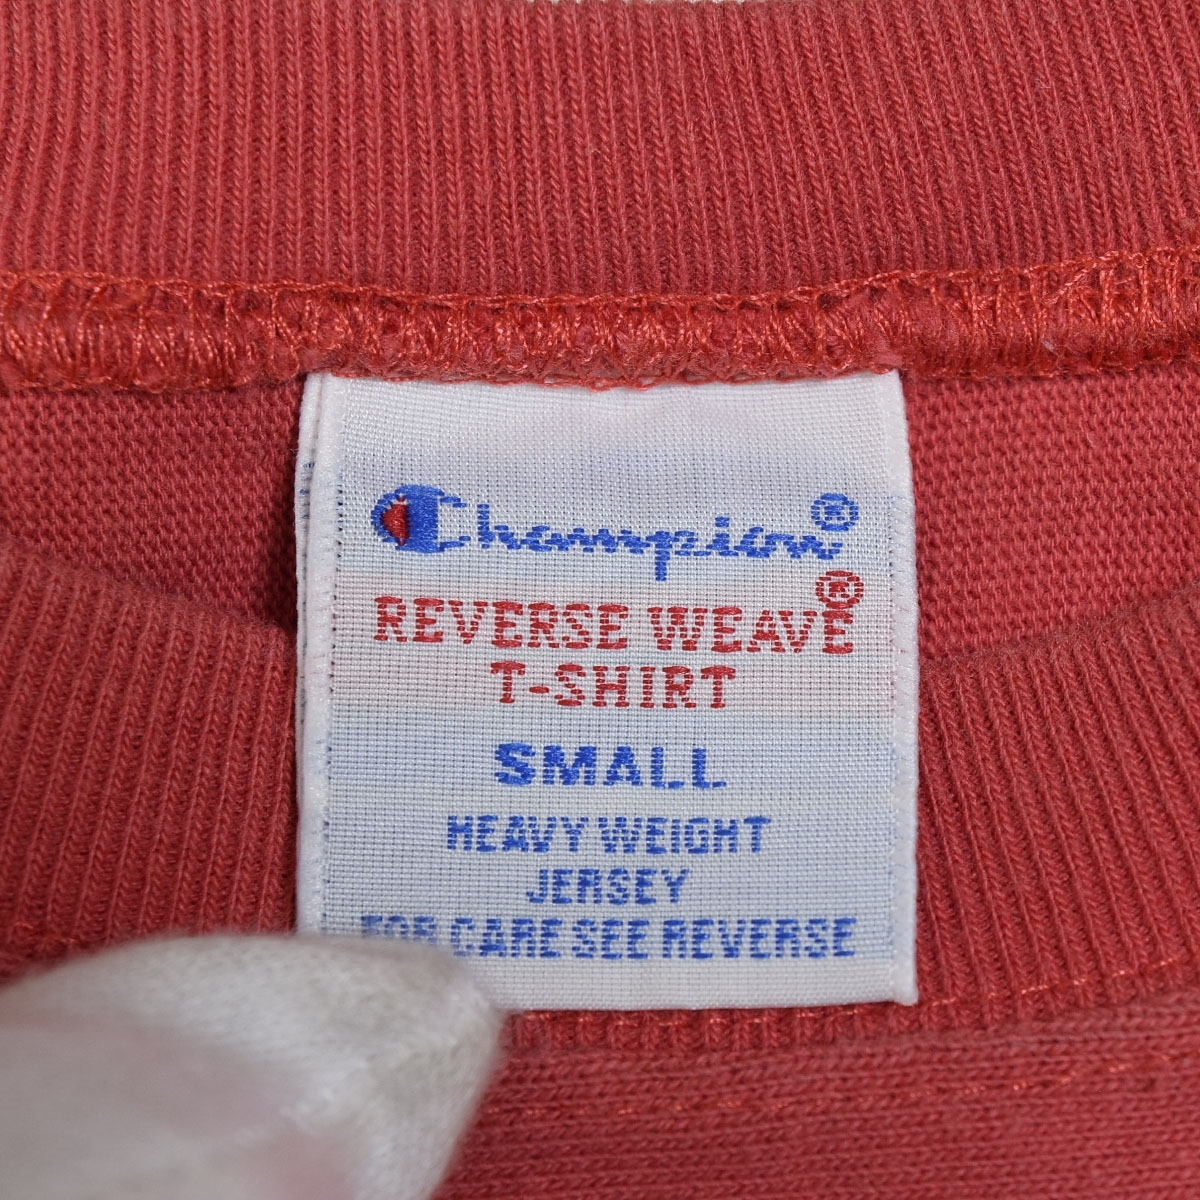 Champion®
REVERSE WEAVE®
T-SHIRT
SMALL
HEAVY WEIGHT
JERSEY
FOR CARE SEE REVERSE